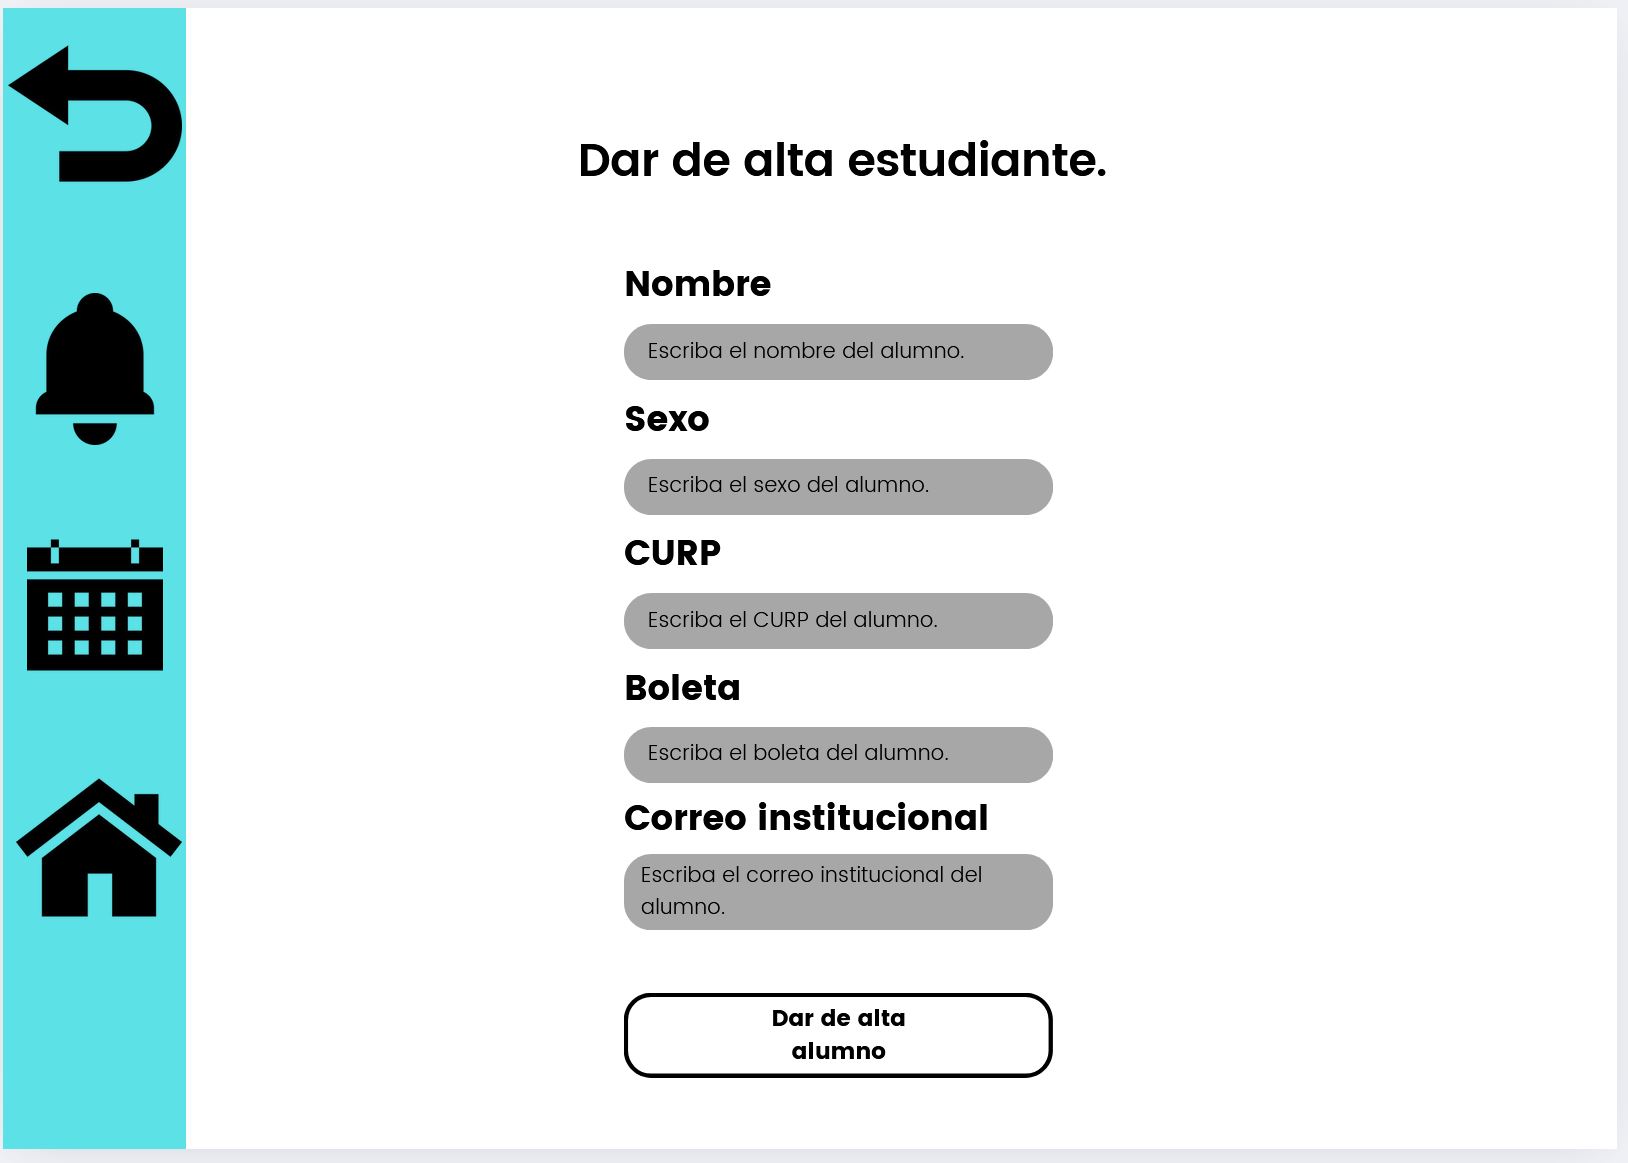 Dar de alta estudiante.
Nombre
Escriba el nombre del alumno.
Sexo
Escriba el sexo del alumno.
CURP
Escriba el CURP del alumno.
Boleta
Escriba el boleta del alumno.
Correo institucional
Escriba el correo institucional del
alumno.
Dar de alta
alumno